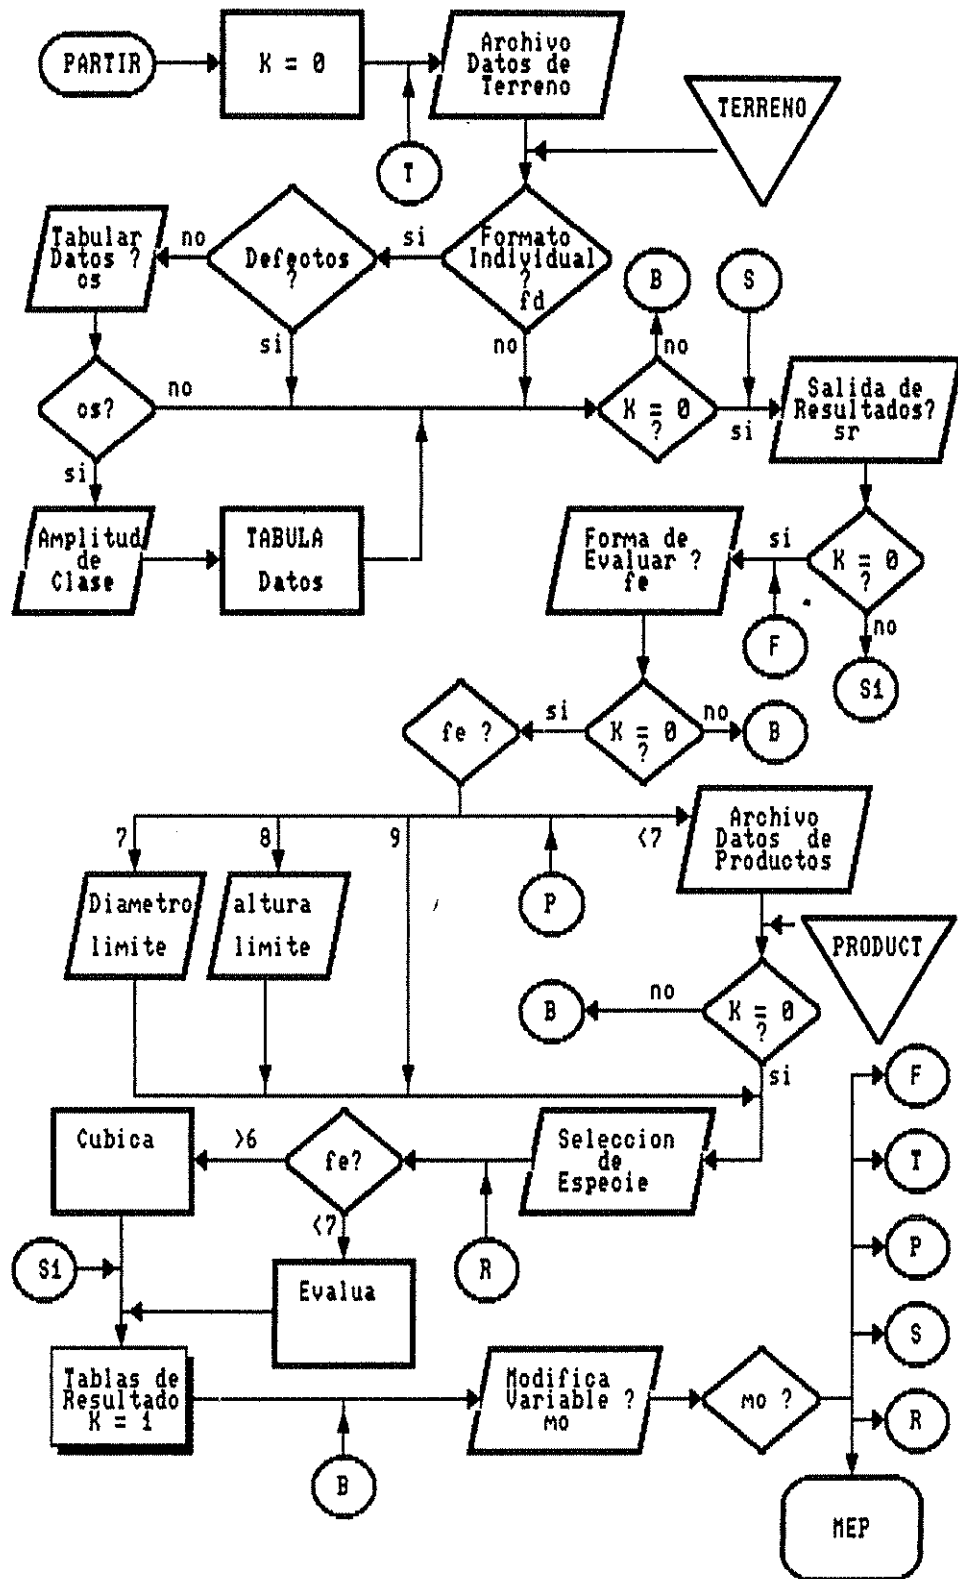 PARTIR
K = 0
Archivo
Datos de
Terreno
TERRENO
T
Tabular
Datos ?
os
no
Defectos
?
si
Formato
Individual
?
fd
B
S
si
no
no
os?
no
K = 0
?
si
Salida de
Resultados?
sr
si
Amplitud
de
Clase
TABULA
Datos
Forma de
Evaluar ?
fe
si
K = 0
?
F
no
S1
fe ?
si
K = 0
?
no
B
7
8
9
<7
Archivo
Datos de
Productos
Diametro
limite
altura
limite
P
PRODUCT
B
no
K = 0
?
si
F
Cubica
>6
fe?
Seleccion
de
Especie
T
<7
P
S1
Evalua
R
S
Tablas de
Resultado
K = 1
Modifica
Variable ?
mo
mo ?
R
B
MEP